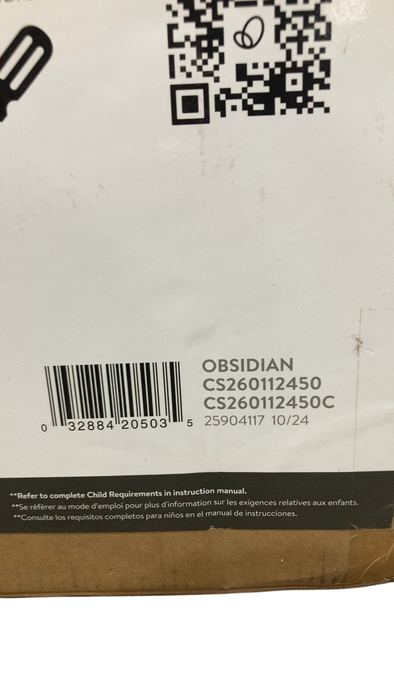 OBSIDIAN
CS260112450
CS260112450C
25904117 10/24
0 32884 20503 5
**Refer to complete Child Requirements in instruction manual.
**Se référer au mode d'emploi pour plus d'information sur les exigences relatives aux enfants.
**Consulte los requisitos completos para niños en el manual de instrucciones.